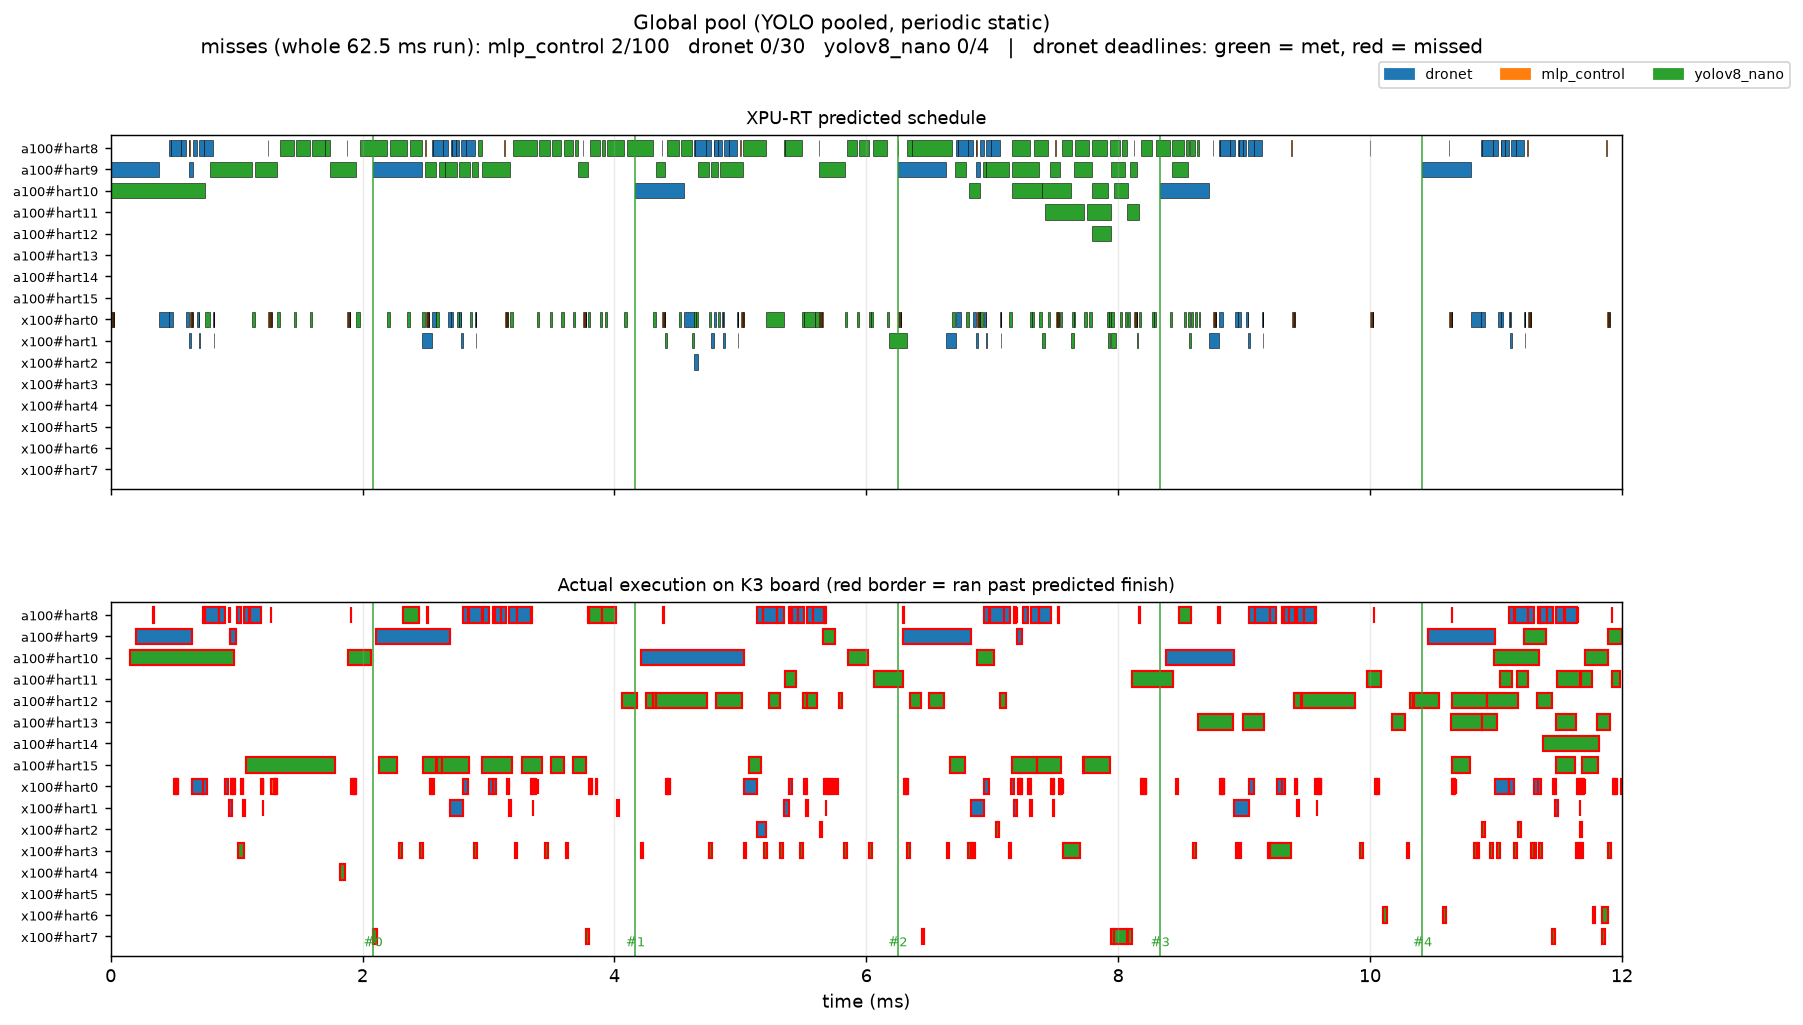 Global pool (YOLO pooled, periodic static)
misses (whole 62.5 ms run): mlp_control 2/100   dronet 0/30   yolov8_nano 0/4   |   dronet deadlines: green = met, red = missed
dronet   mlp_control   yolov8_nano
XPU-RT predicted schedule
a100#hart8
a100#hart9
a100#hart10
a100#hart11
a100#hart12
a100#hart13
a100#hart14
a100#hart15
x100#hart0
x100#hart1
x100#hart2
x100#hart3
x100#hart4
x100#hart5
x100#hart6
x100#hart7
Actual execution on K3 board (red border = ran past predicted finish)
a100#hart8
a100#hart9
a100#hart10
a100#hart11
a100#hart12
a100#hart13
a100#hart14
a100#hart15
x100#hart0
x100#hart1
x100#hart2
x100#hart3
x100#hart4
x100#hart5
x100#hart6
x100#hart7
#0   #1   #2   #3   #4
0   2   4   6   8   10   12
time (ms)